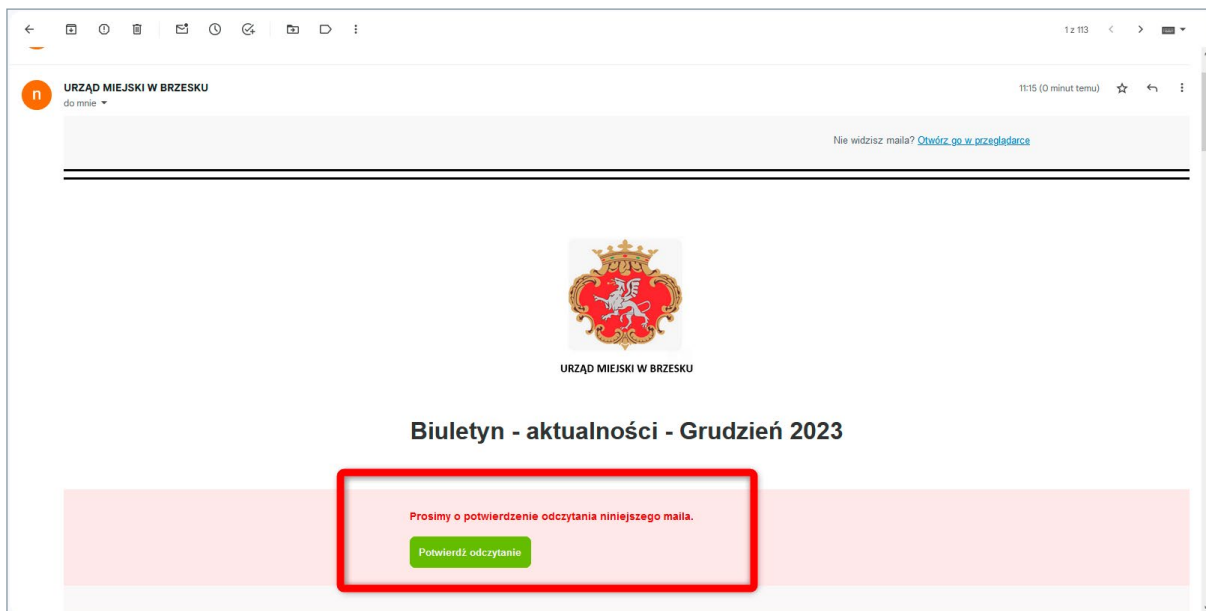 1 z 113
n
URZĄD MIEJSKI W BRZESKU
11:15 (0 minut temu)
do mnie
Nie widzisz maila? Otwórz go w przeglądarce
URZĄD MIEJSKI W BRZESKU
Biuletyn - aktualności - Grudzień 2023
Prosimy o potwierdzenie odczytania niniejszego maila.
Potwierdź odczytanie